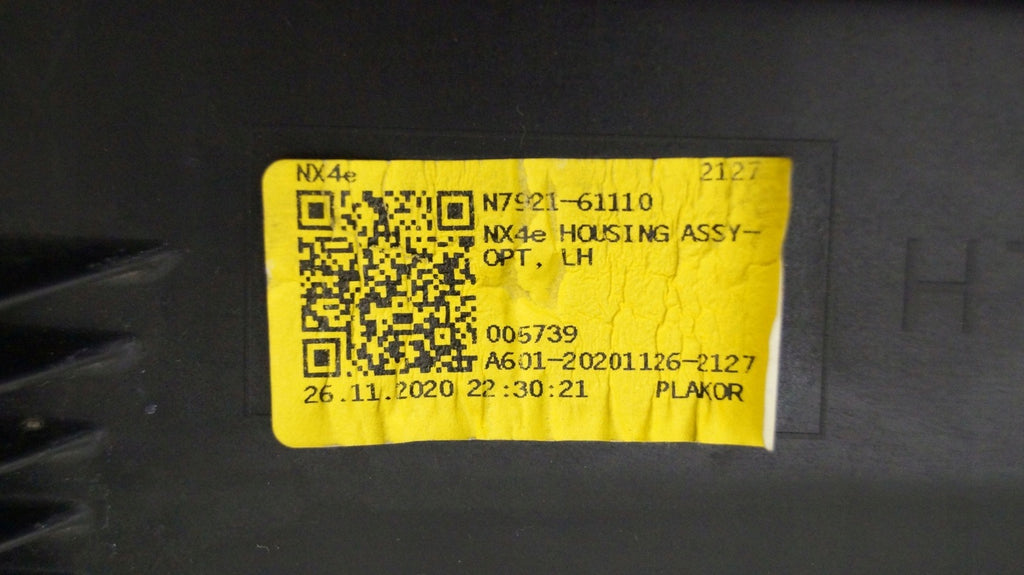 NX4e 2127
N7921-61110
NX4e HOUSING ASSY-
OPT, LH
005739
A601-20201126-2127
26.11.2020 22:30:21 PLAKOR
H